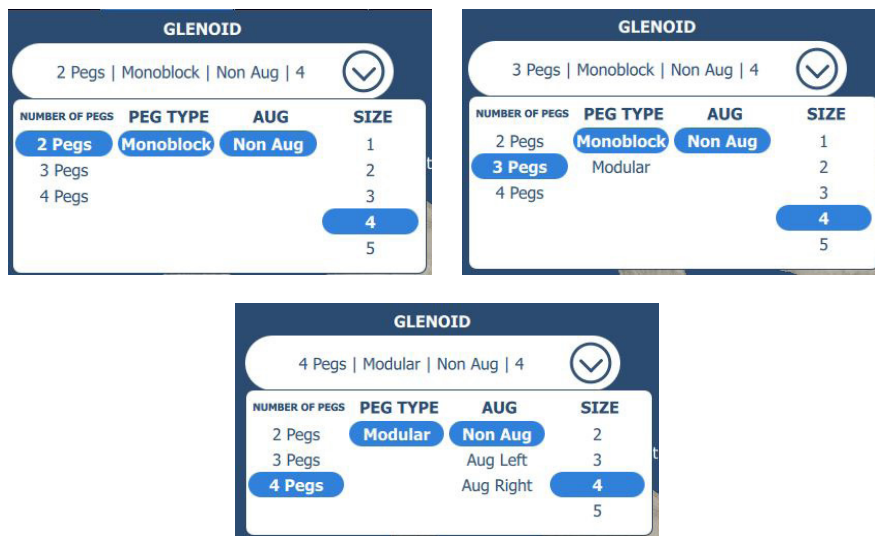 GLENOID
2 Pegs | Monoblock | Non Aug | 4
NUMBER OF PEGS PEG TYPE AUG SIZE
2 Pegs Monoblock Non Aug 1
3 Pegs 2
4 Pegs 3
4
5
GLENOID
3 Pegs | Monoblock | Non Aug | 4
NUMBER OF PEGS PEG TYPE AUG SIZE
2 Pegs Monoblock Non Aug 1
3 Pegs Modular 2
4 Pegs 3
4
5
GLENOID
4 Pegs | Modular | Non Aug | 4
NUMBER OF PEGS PEG TYPE AUG SIZE
2 Pegs Modular Non Aug 2
3 Pegs Aug Left 3
4 Pegs Aug Right 4
5